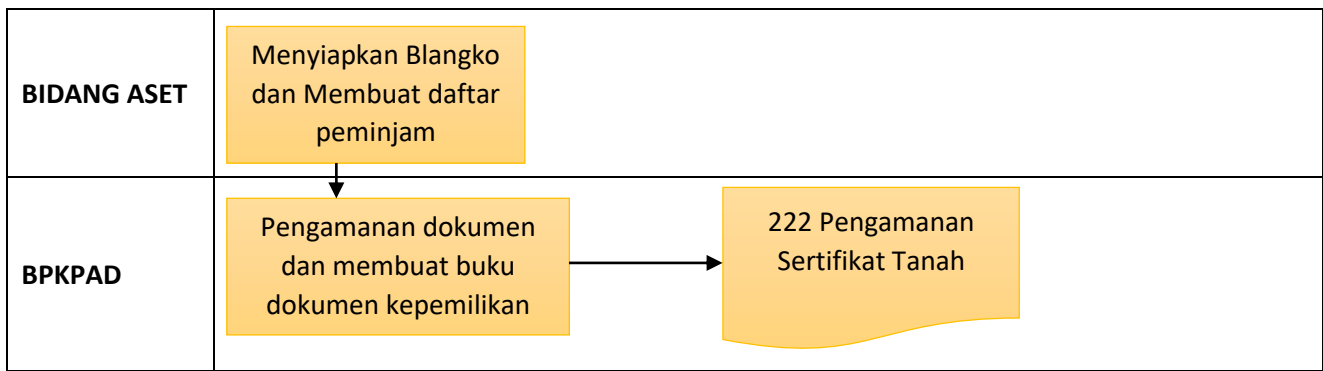 BIDANG ASET
Menyiapkan Blangko
dan Membuat daftar
peminjam
BPKPAD
Pengamanan dokumen
dan membuat buku
dokumen kepemilikan
222 Pengamanan
Sertifikat Tanah